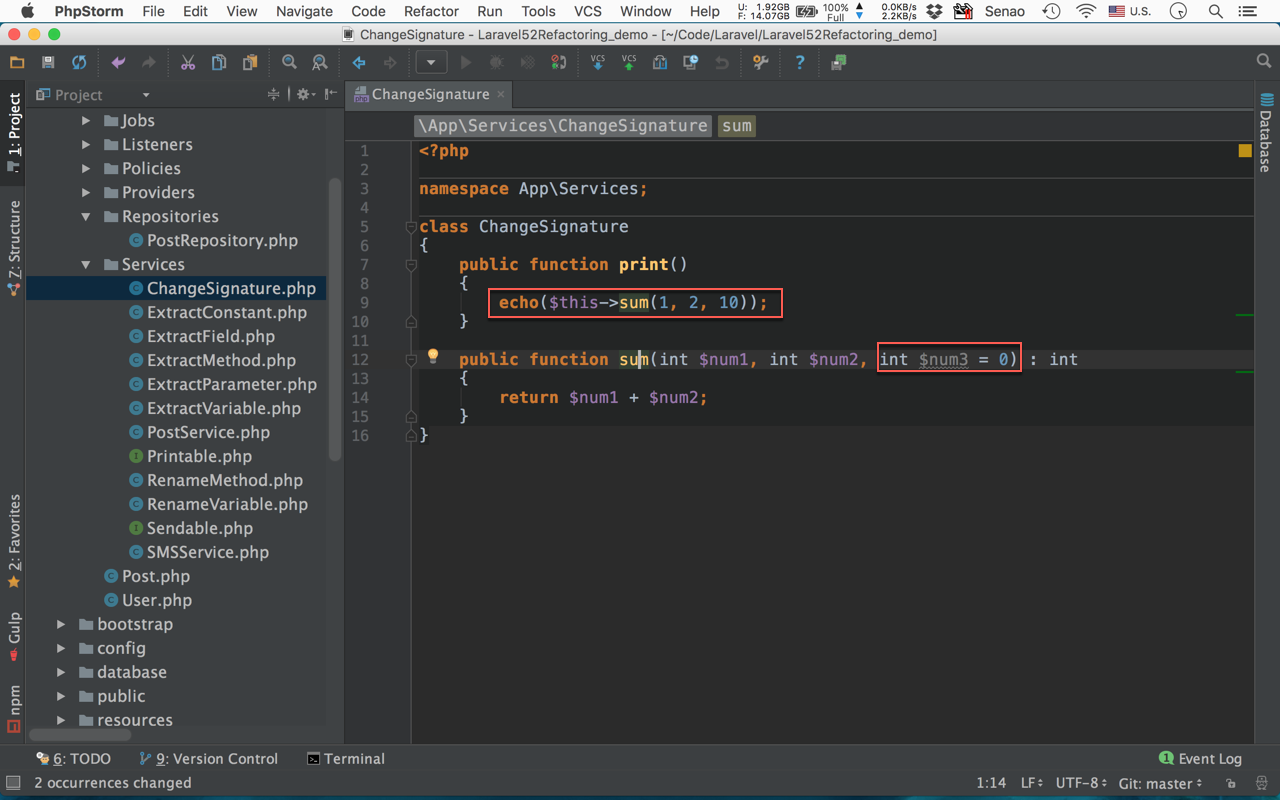 PhpStorm File Edit View Navigate Code Refactor Run Tools VCS Window Help U: 1.92GB F: 14.07GB 100% Full 0.0KB/s 2.2KB/s Senao U.S.
ChangeSignature - Laravel52Refactoring_demo - [~/Code/Laravel/Laravel52Refactoring_demo]
VCS VCS ?
Project
php ChangeSignature ×
\App\Services\ChangeSignature sum
1: Project
7: Structure
2: Favorites
Gulp
npm
Jobs
Listeners
Policies
Providers
Repositories
PostRepository.php
Services
ChangeSignature.php
ExtractConstant.php
ExtractField.php
ExtractMethod.php
ExtractParameter.php
ExtractVariable.php
PostService.php
Printable.php
RenameMethod.php
RenameVariable.php
Sendable.php
SMSService.php
Post.php
User.php
bootstrap
config
database
public
resources
1 <?php
2
3 namespace App\Services;
4
5 class ChangeSignature
6 {
7 public function print()
8 {
9 echo($this->sum(1, 2, 10));
10 }
11
12 public function sum(int $num1, int $num2, int $num3 = 0) : int
13 {
14 return $num1 + $num2;
15 }
16 }
Database
6: TODO 9: Version Control Terminal 1 Event Log
2 occurrences changed 1:14 LF UTF-8 Git: master